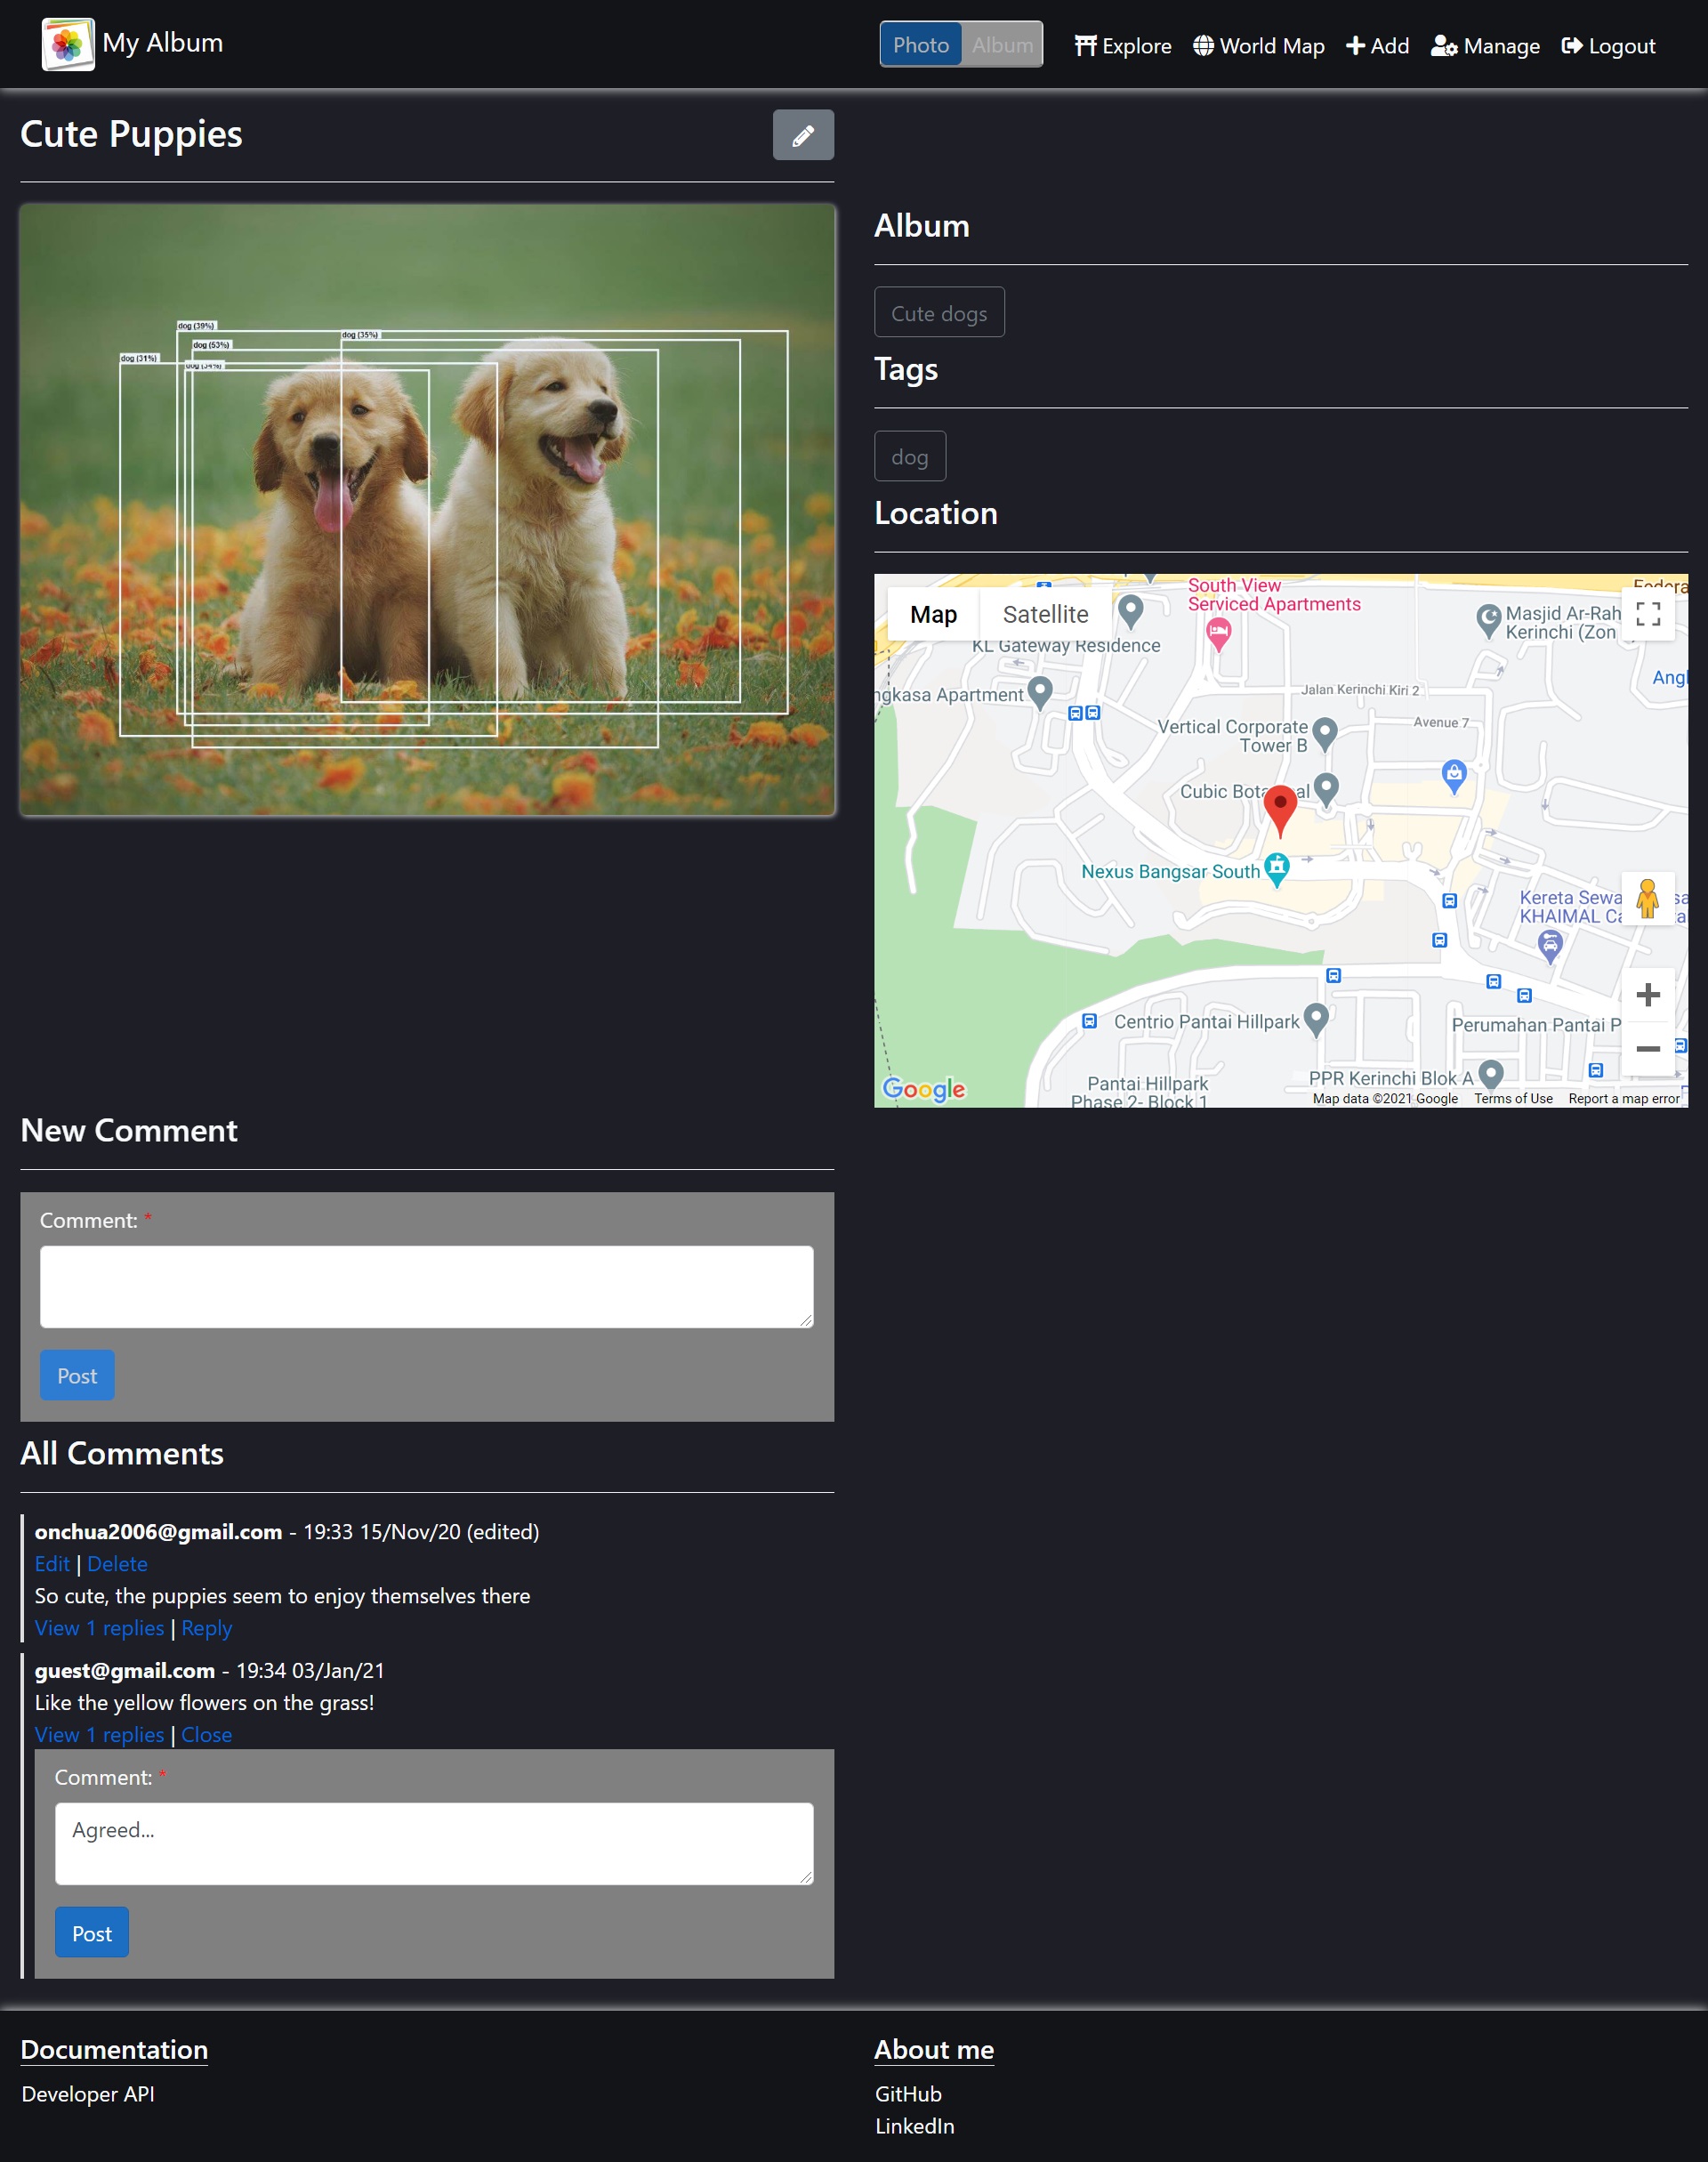 My Album
Photo
Album
Explore
World Map
Add
Manage
Logout
Cute Puppies
dog (39%)
dog (35%)
dog (53%)
dog (31%)
Album
Cute dogs
Tags
dog
Location
Map
Satellite
South View
Serviced Apartments
KL Gateway Residence
Masjid Ar-Rah
Kerinchi (Zon
Angl
ngkasa Apartment
Jalan Kerinchi Kiri 2
Vertical Corporate
Tower B
Avenue 7
Cubic Bota al
Nexus Bangsar South
Kereta Sewa
KHAIMAL Ca
Centrio Pantai Hillpark
Perumahan Pantai P
Pantai Hillpark
Phase 2- Block 1
PPR Kerinchi Blok A
Google
Map data ©2021 Google
Terms of Use
Report a map error
New Comment
Comment: *
Post
All Comments
onchua2006@gmail.com - 19:33 15/Nov/20 (edited)
Edit | Delete
So cute, the puppies seem to enjoy themselves there
View 1 replies | Reply
guest@gmail.com - 19:34 03/Jan/21
Like the yellow flowers on the grass!
View 1 replies | Close
Comment: *
Agreed...
Post
Documentation
Developer API
About me
GitHub
LinkedIn